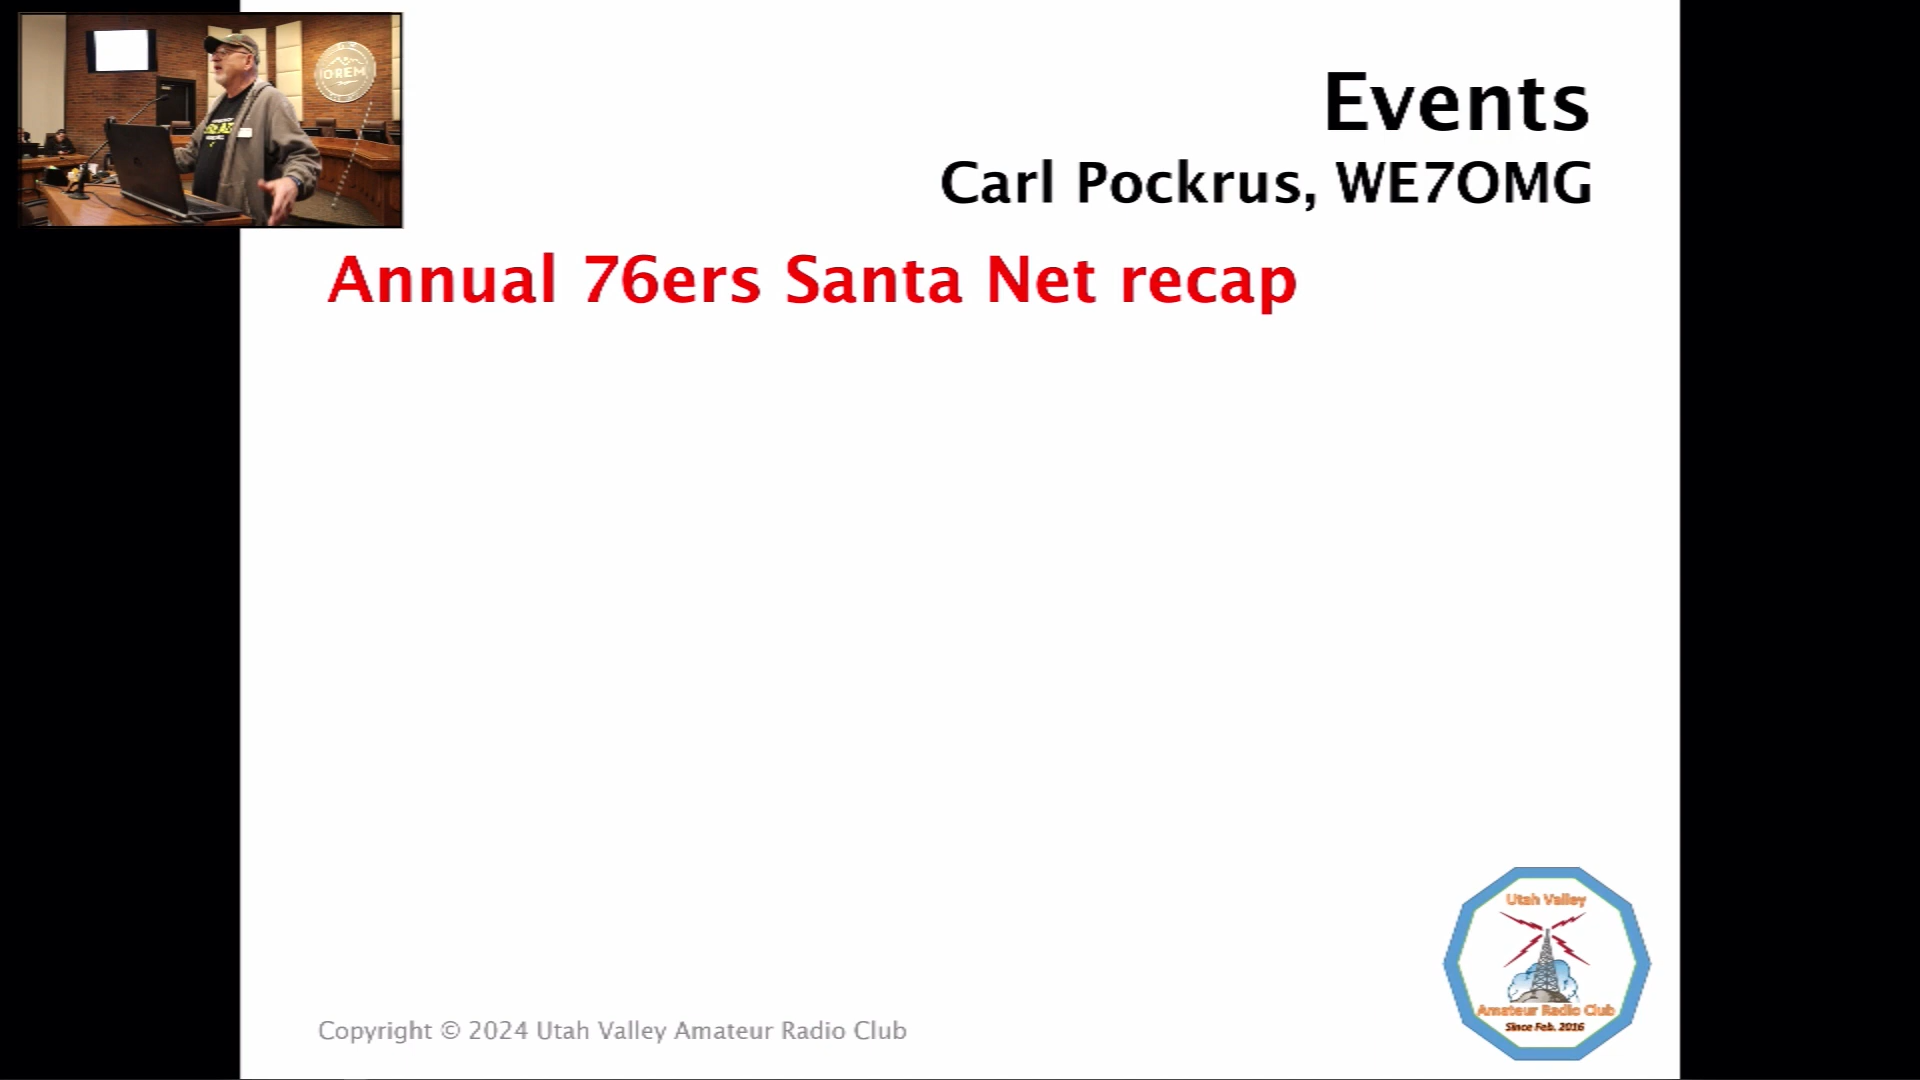 OREM
Events
Carl Pockrus, WE7OMG
Annual 76ers Santa Net recap
Utah Valley
Amateur Radio Club
Since Feb. 2016
Copyright © 2024 Utah Valley Amateur Radio Club